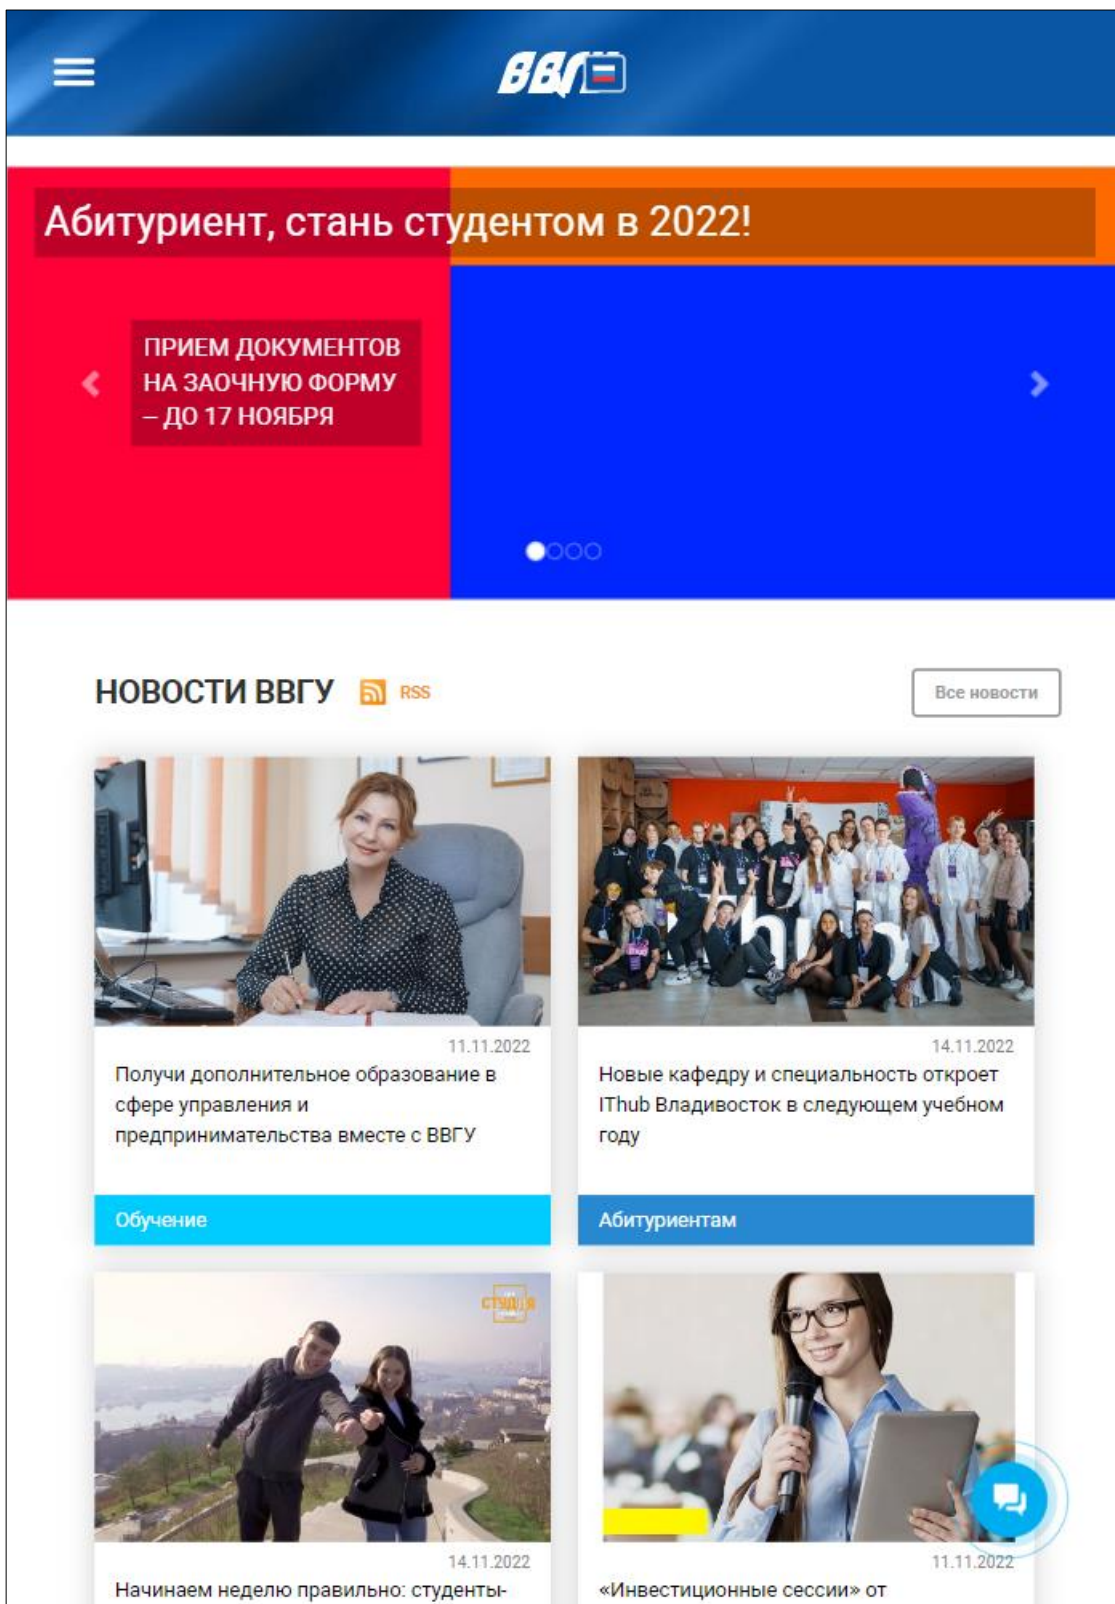 ВВГУ
Абитуриент, стань студентом в 2022!
ПРИЕМ ДОКУМЕНТОВ
НА ЗАОЧНУЮ ФОРМУ
– ДО 17 НОЯБРЯ
НОВОСТИ ВВГУ
RSS
Все новости
IThub
11.11.2022
Получи дополнительное образование в
сфере управления и
предпринимательства вместе с ВВГУ
Обучение
14.11.2022
Новые кафедру и специальность откроет
IThub Владивосток в следующем учебном
году
Абитуриентам
СТУДИЯ
14.11.2022
Начинаем неделю правильно: студенты-
11.11.2022
«Инвестиционные сессии» от